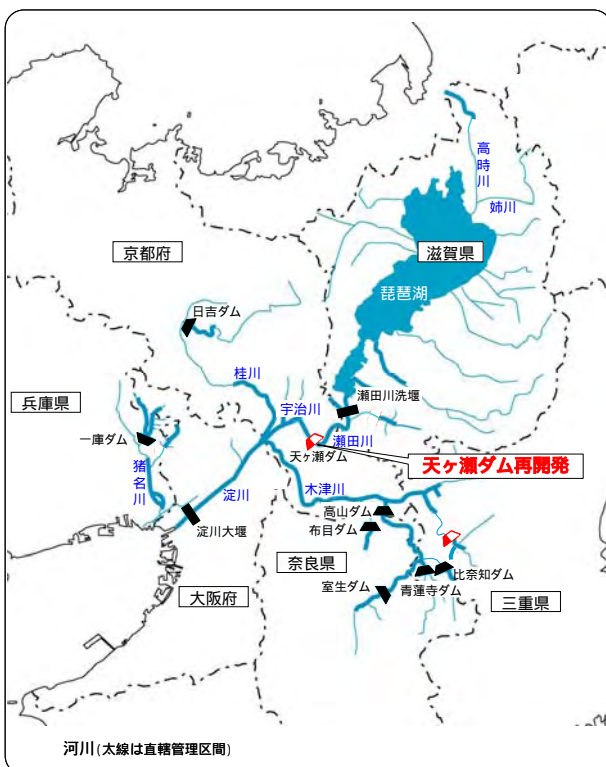 高時川
姉川
京都府
滋賀県
琵琶湖
日吉ダム
桂川
瀬田川洗堰
兵庫県
宇治川
一庫ダム
瀬田川
天ヶ瀬ダム
天ヶ瀬ダム再開発
猪名川
淀川
木津川
高山ダム
淀川大堰
布目ダム
奈良県
比奈知ダム
室生ダム
青蓮寺ダム
大阪府
三重県
河川(太線は直轄管理区間)